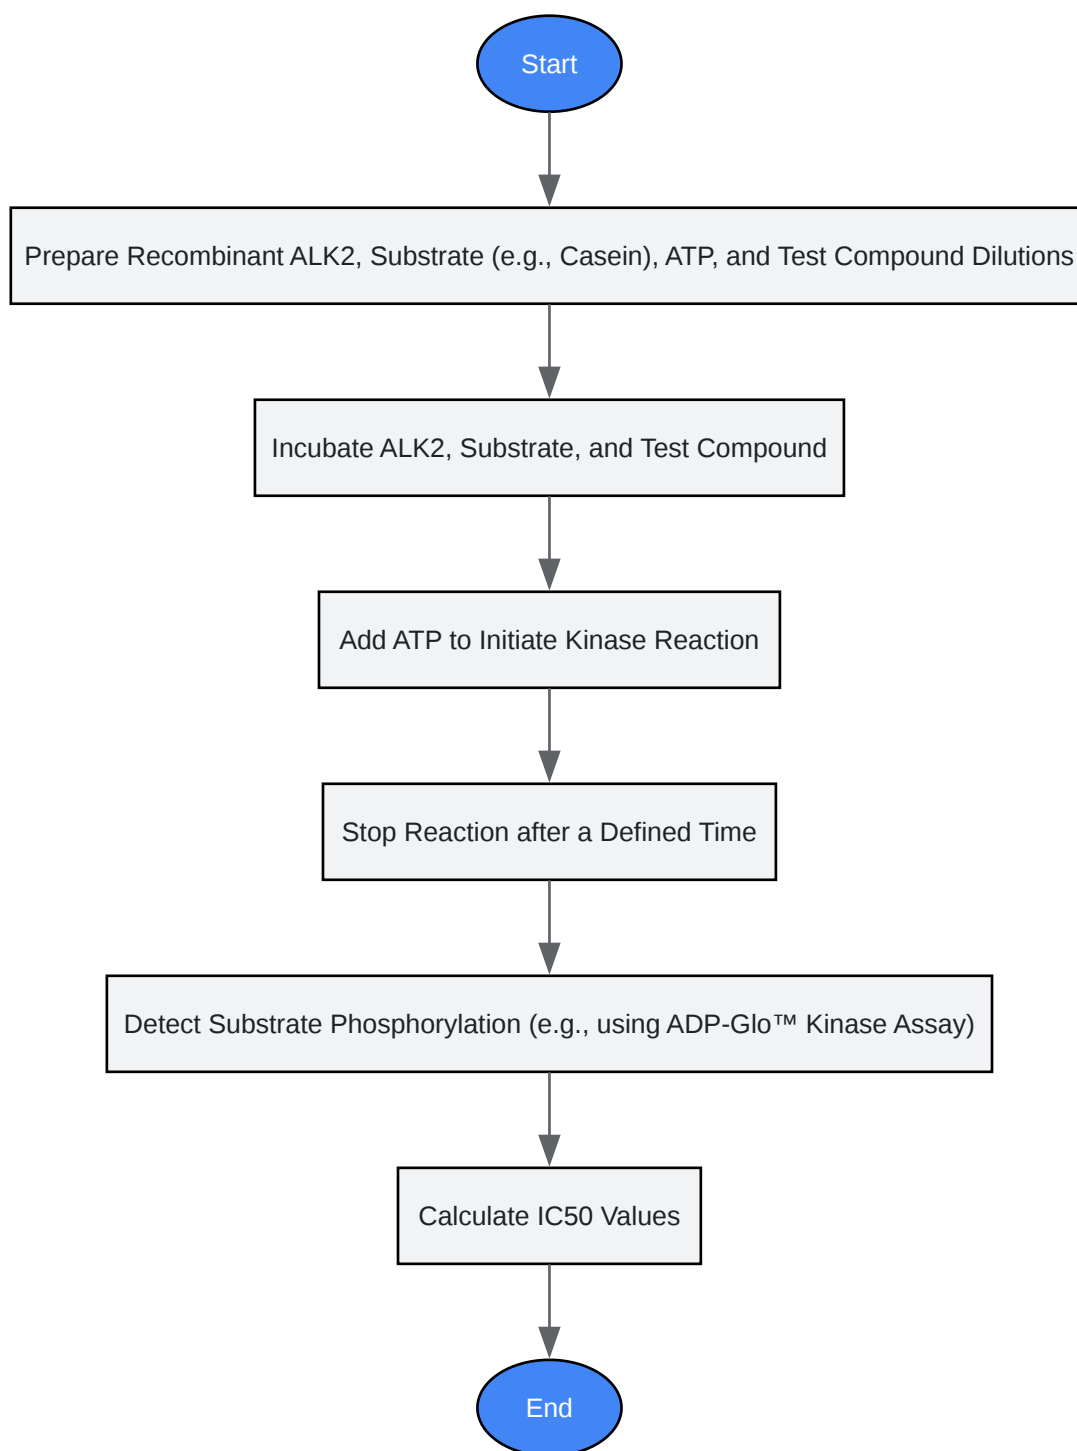 Start
Prepare Recombinant ALK2, Substrate (e.g., Casein), ATP, and Test Compound Dilutions
Incubate ALK2, Substrate, and Test Compound
Add ATP to Initiate Kinase Reaction
Stop Reaction after a Defined Time
Detect Substrate Phosphorylation (e.g., using ADP-Glo™ Kinase Assay)
Calculate IC50 Values
End